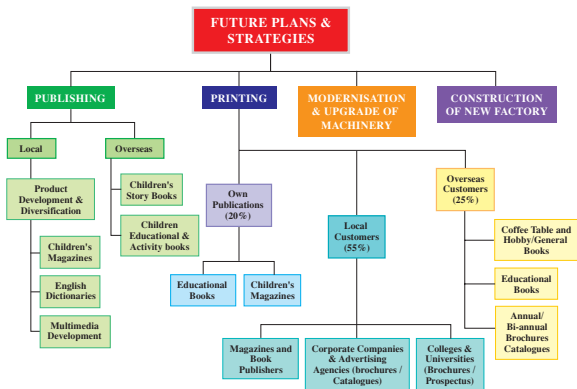 FUTURE PLANS &
STRATEGIES
PUBLISHING
PRINTING
MODERNISATION
& UPGRADE OF
MACHINERY
CONSTRUCTION
OF NEW FACTORY
Local
Overseas
Product
Development &
Diversification
Children's
Magazines
English
Dictionaries
Multimedia
Development
Children's
Story Books
Children
Educational &
Activity books
Own
Publications
(20%)
Educational
Books
Children's
Magazines
Local
Customers
(55%)
Magazines and
Book
Publishers
Corporate Companies
& Advertising
Agencies (brochures /
Catalogues)
Colleges &
Universities
(Brochures /
Prospectus)
Overseas
Customers
(25%)
Coffee Table and
Hobby/General
Books
Educational
Books
Annual/
Bi-annual
Brochures
Catalogues